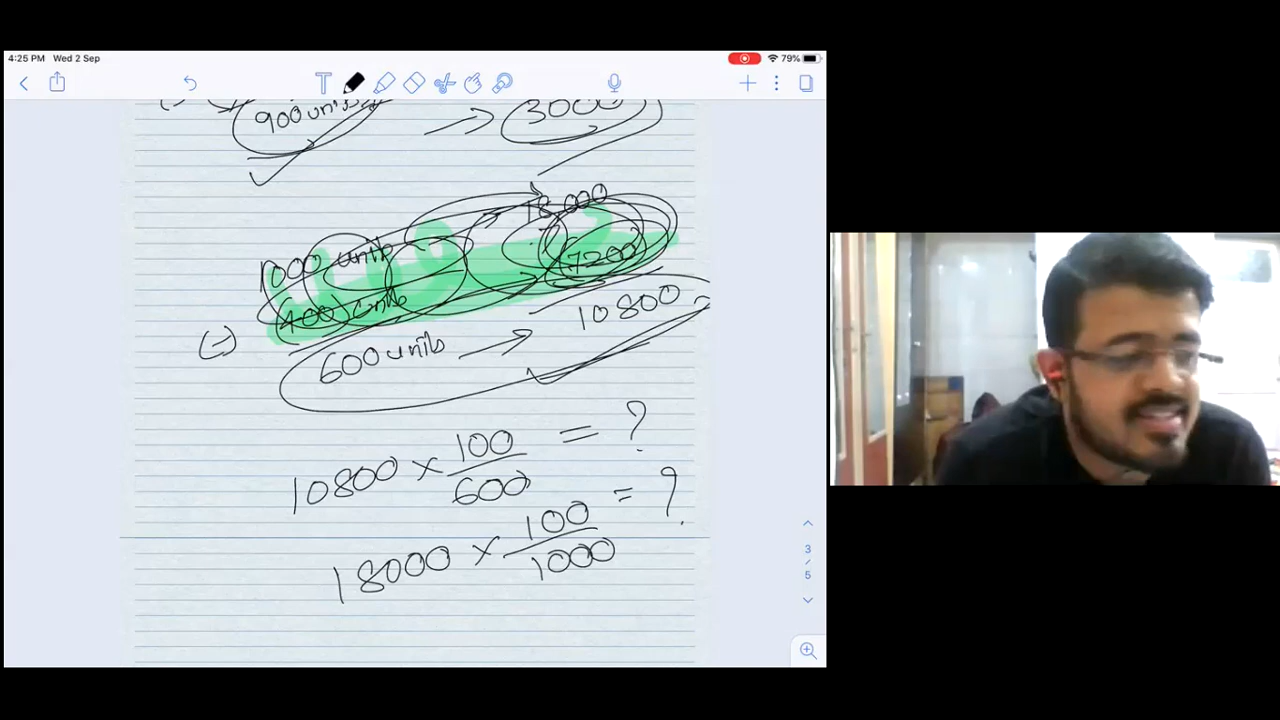 4:25 PM Wed 2 Sep
79%
T
(-)
900 units → 3000
1000 units → 18000
400 units → 7200
(-)
600 units → 10800
10800 × 100/600 = ?
18000 × 100/1000 = ?
3
/
5